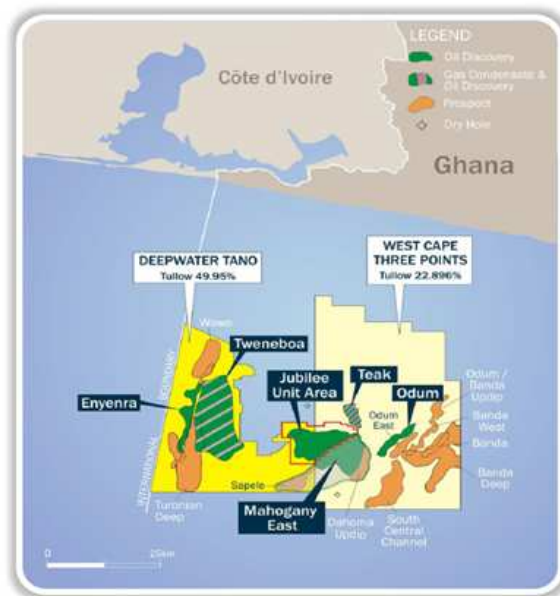 LEGEND
Oil Discovery
Gas Condensate &
Oil Discovery
Prospect
Dry Hole
Côte d'Ivoire
Ghana
DEEPWATER TANO
Tullow 49.95%
WEST CAPE
THREE POINTS
Tullow 22.896%
Wawa
Tweneboa
Enyenra
Jubilee
Unit Area
Teak
Odum
East
Odum
Odum /
Banda
Updip
Banda
West
Banda
Banda
Deep
INTERNATIONAL BOUNDARY
Turonian
Deep
Sapele
Mahogany
East
Dahoma
Updip
South
Central
Channel
0 25km